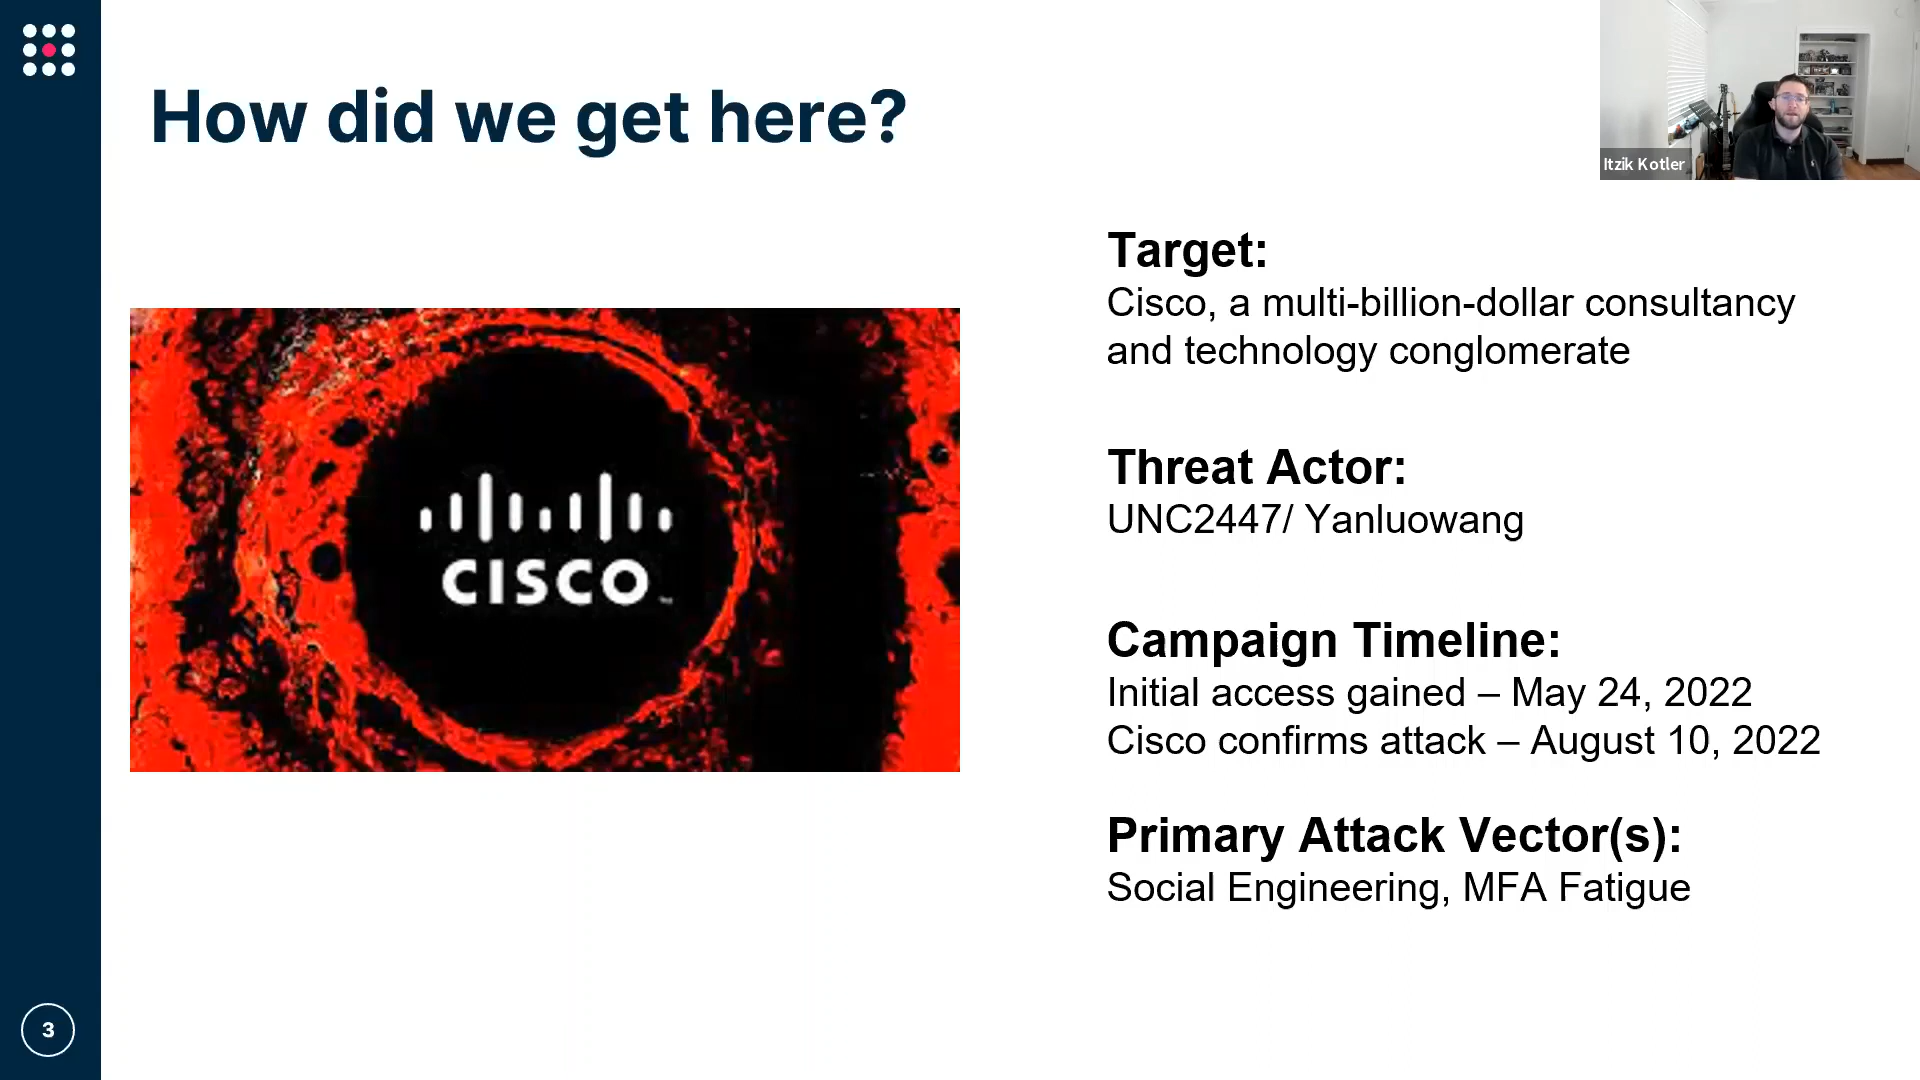 How did we get here?
Itzik Kotler
CISCO
Target:
Cisco, a multi-billion-dollar consultancy
and technology conglomerate
Threat Actor:
UNC2447/ Yanluowang
Campaign Timeline:
Initial access gained – May 24, 2022
Cisco confirms attack – August 10, 2022
Primary Attack Vector(s):
Social Engineering, MFA Fatigue
3